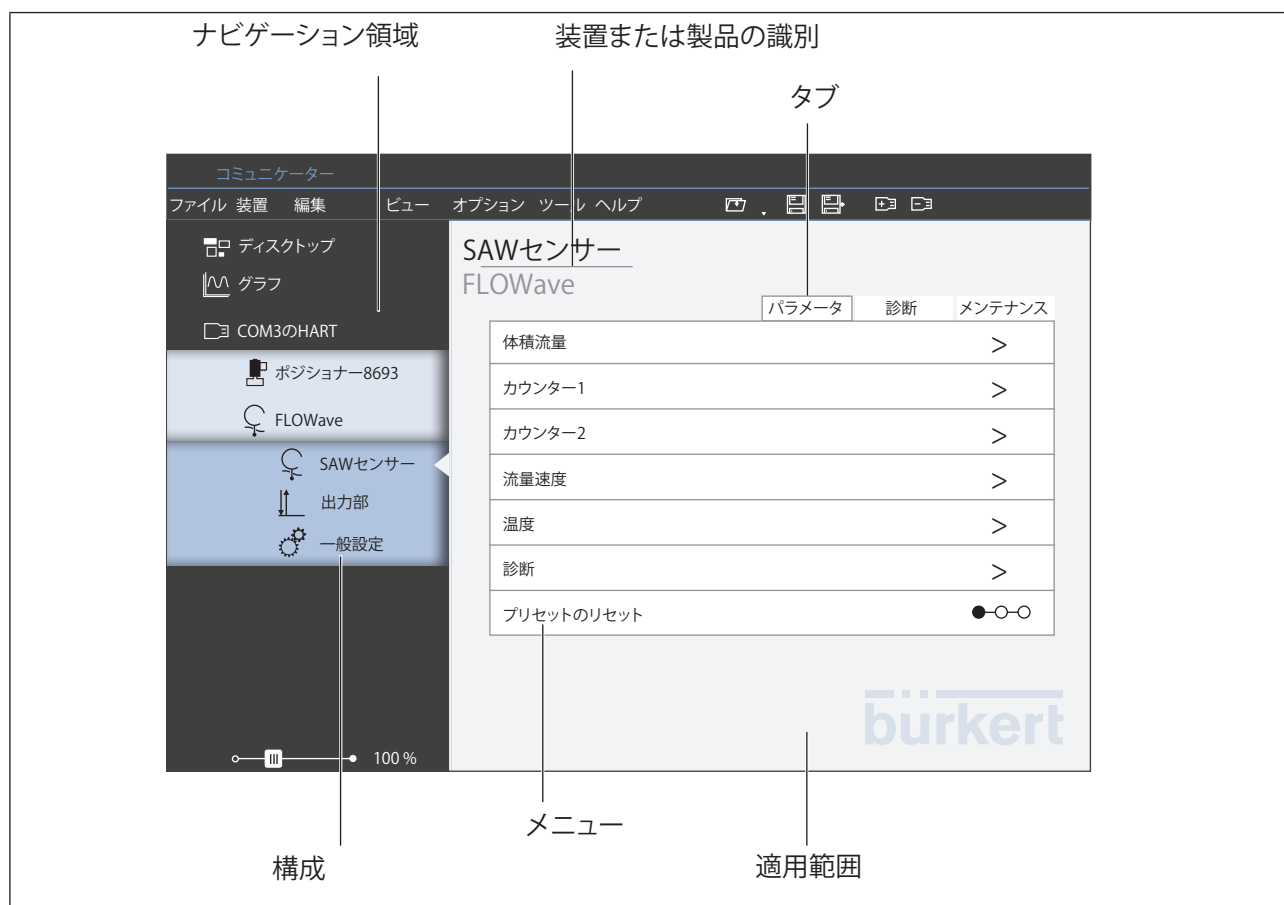 ナビゲーション領域
装置または製品の識別
タブ
コミュニケーター
ファイル 装置 編集 ビュー オプション ツール ヘルプ
ディスクトップ
グラフ
COM3のHART
ポジショナー8693
FLOWave
SAWセンサー
出力部
一般設定
100 %
SAWセンサー
FLOWave
パラメータ 診断 メンテナンス
体積流量 >
カウンター1 >
カウンター2 >
流量速度 >
温度 >
診断 >
プリセットのリセット
bürkert
メニュー
構成
適用範囲